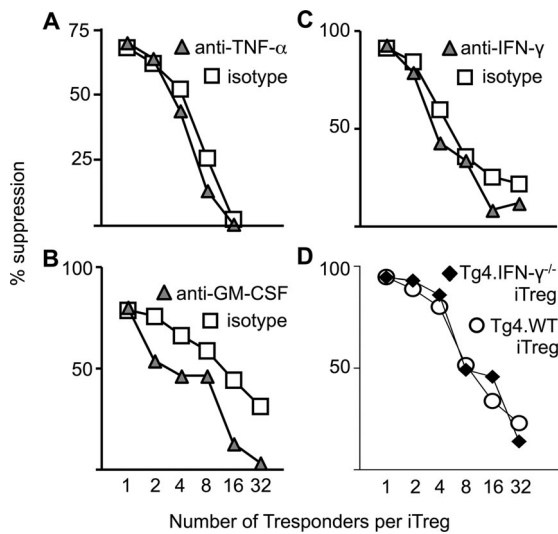 A
75
50
25
anti-TNF-α
isotype
% suppression
B
100
50
anti-GM-CSF
isotype
1 2 4 8 16 32
C
100
50
anti-IFN-γ
isotype
D
100
50
Tg4.IFN-γ-/-
iTreg
Tg4.WT
iTreg
1 2 4 8 16 32
Number of Tresponders per iTreg